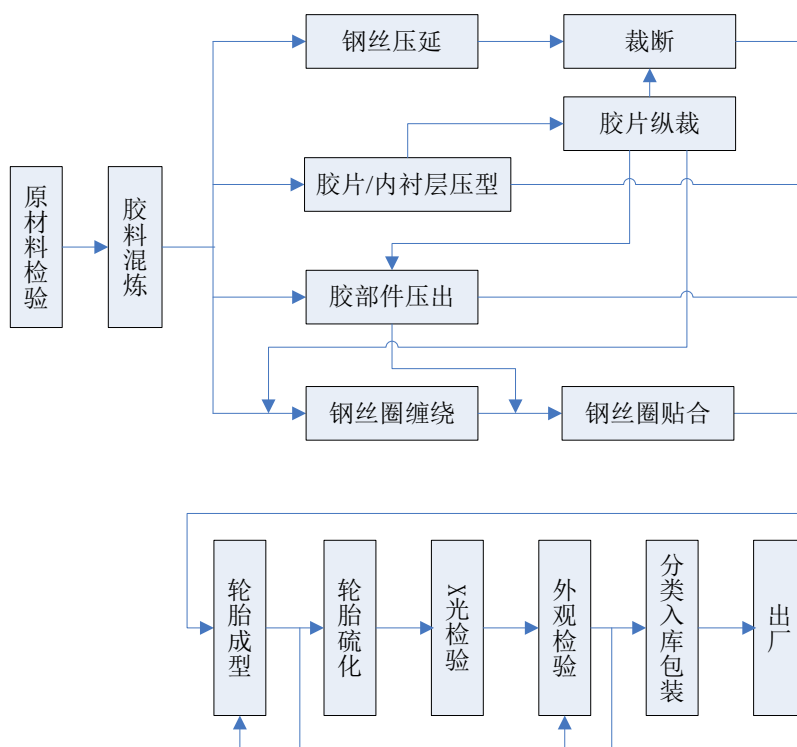 钢丝压延
裁断
胶片纵裁
原材料检验
胶料混炼
胶片/内衬层压型
胶部件压出
钢丝圈缠绕
钢丝圈贴合
轮胎成型
轮胎硫化
X光检验
外观检验
分类入库包装
出厂